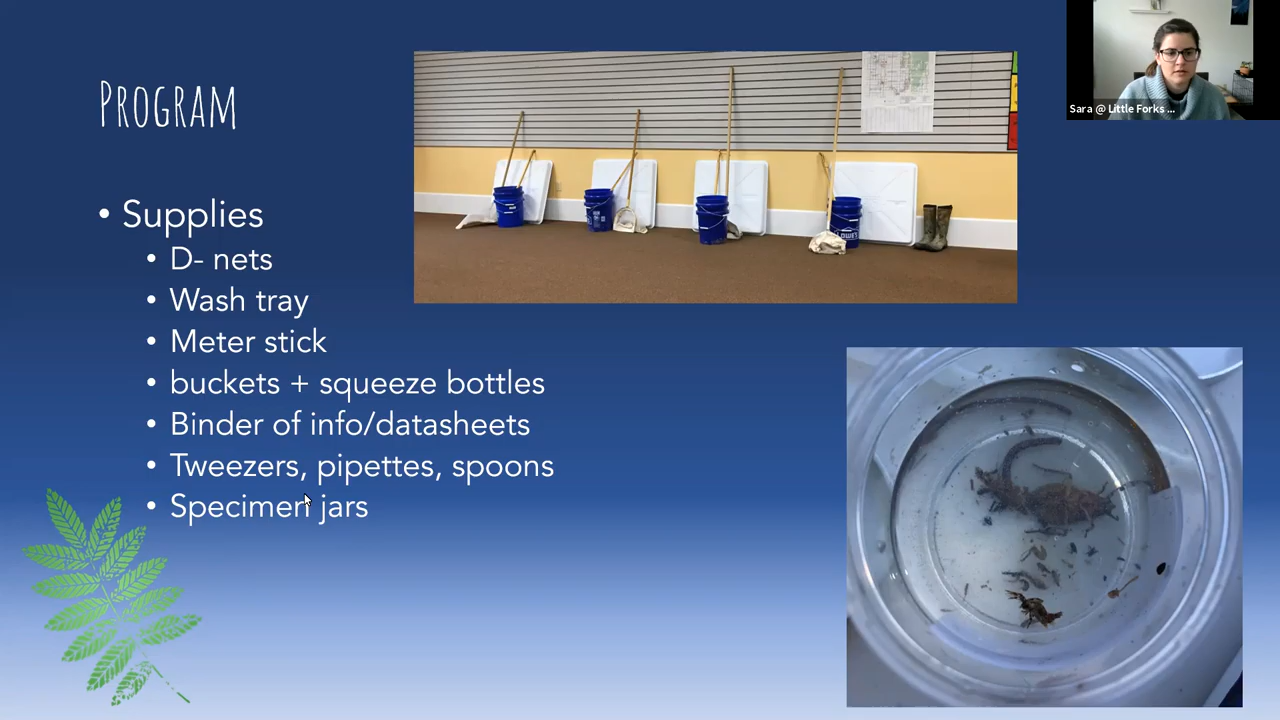 Program
• Supplies
• D- nets
• Wash tray
• Meter stick
• buckets + squeeze bottles
• Binder of info/datasheets
• Tweezers, pipettes, spoons
• Specimen jars
Sara @ Little Forks ...
LOWE'S